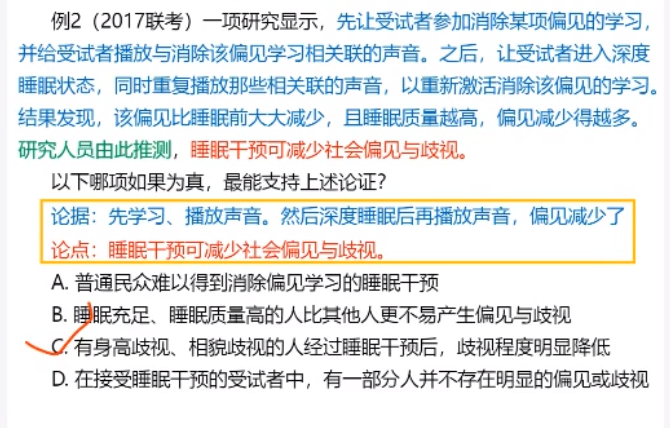 例2（2017联考）一项研究显示，先让受试者参加消除某项偏见的学习，
并给受试者播放与消除该偏见学习相关联的声音。之后，让受试者进入深度
睡眠状态，同时重复播放那些相关联的声音，以重新激活消除该偏见的学习。
结果发现，该偏见比睡眠前大大减少，且睡眠质量越高，偏见减少得越多。
研究人员由此推测，睡眠干预可减少社会偏见与歧视。
以下哪项如果为真，最能支持上述论证？
论据：先学习、播放声音。然后深度睡眠后再播放声音，偏见减少了
论点：睡眠干预可减少社会偏见与歧视。
A. 普通民众难以得到消除偏见学习的睡眠干预
B. 睡眠充足、睡眠质量高的人比其他人更不易产生偏见与歧视
C. 有身高歧视、相貌歧视的人经过睡眠干预后，歧视程度明显降低
D. 在接受睡眠干预的受试者中，有一部分人并不存在明显的偏见或歧视